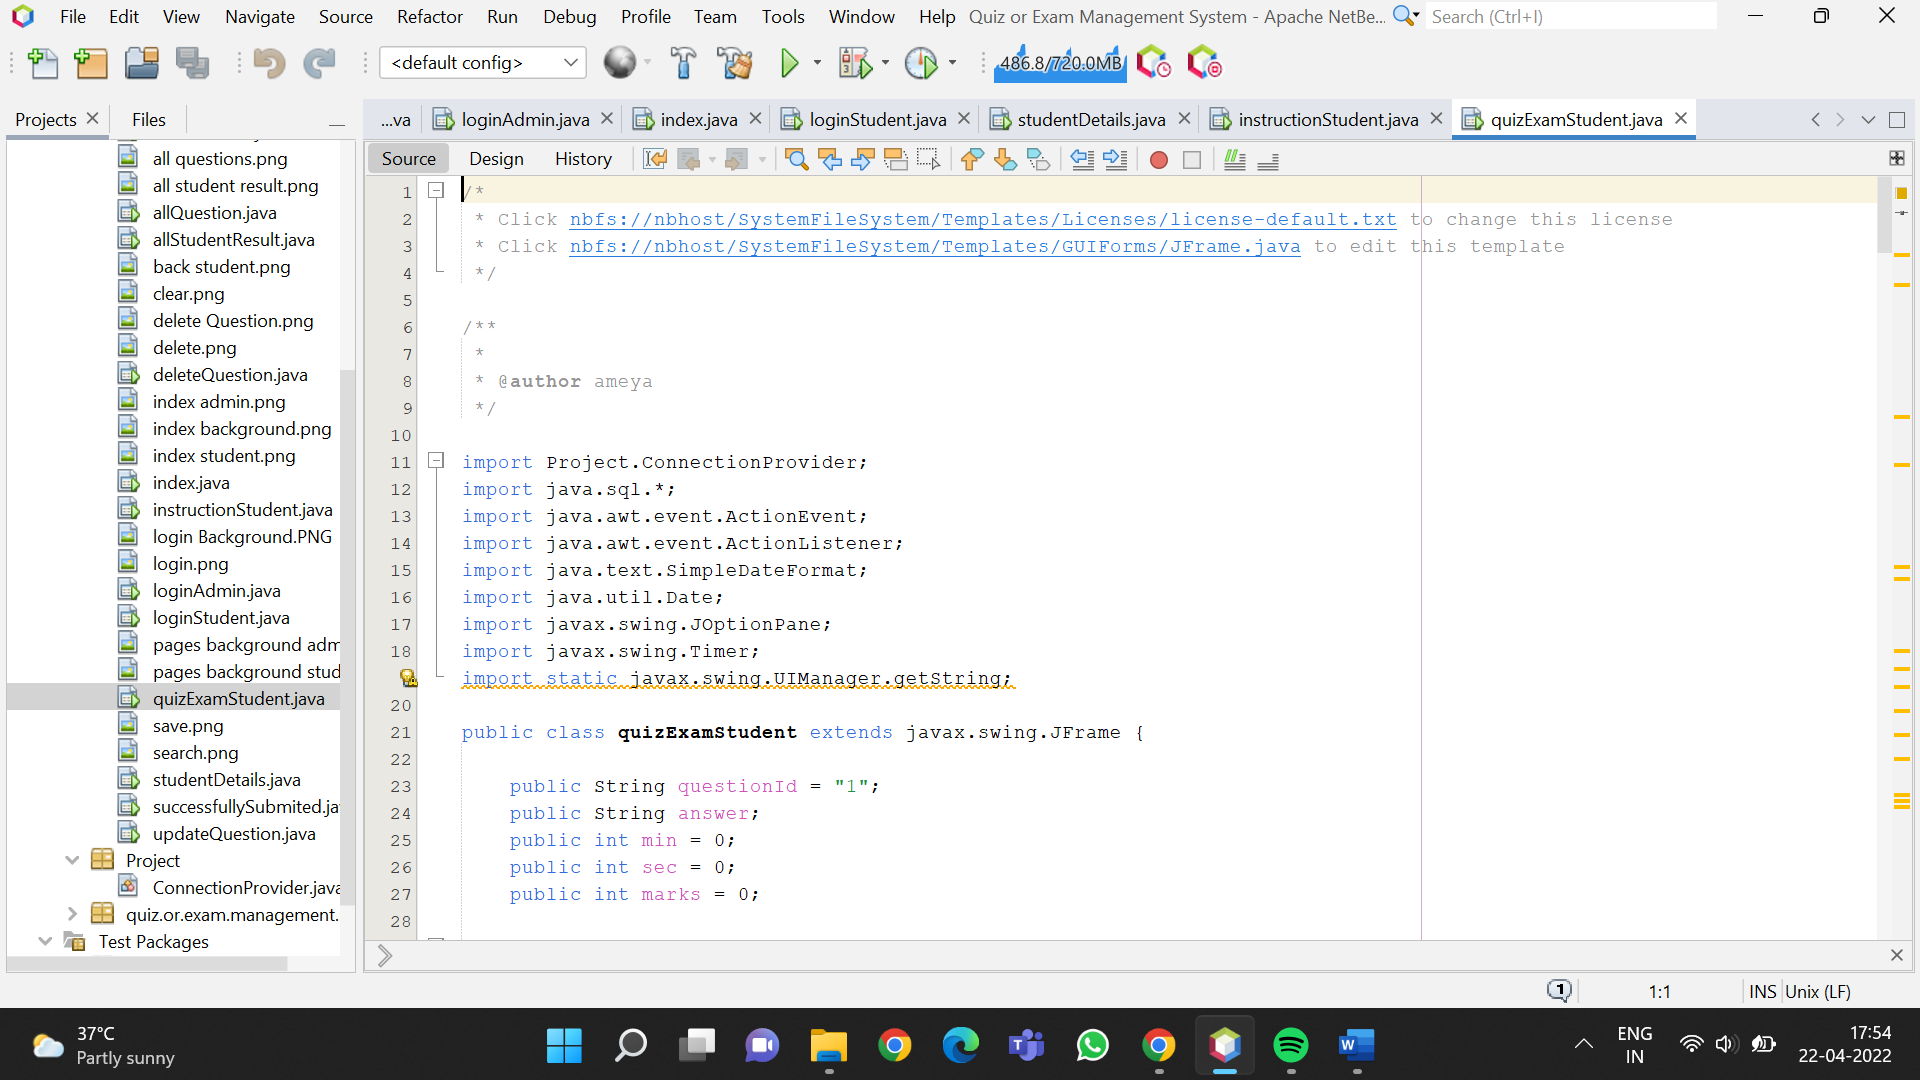 File Edit View Navigate Source Refactor Run Debug Profile Team Tools Window Help Quiz or Exam Management System - Apache NetBe... Search (Ctrl+I)
<default config> 486.8/720.0MB
Projects Files
...va loginAdmin.java index.java loginStudent.java studentDetails.java instructionStudent.java quizExamStudent.java
Source Design History
all questions.png
all student result.png
allQuestion.java
allStudentResult.java
back student.png
clear.png
delete Question.png
delete.png
deleteQuestion.java
index admin.png
index background.png
index student.png
index.java
instructionStudent.java
login Background.PNG
login.png
loginAdmin.java
loginStudent.java
pages background adm
pages background stud
quizExamStudent.java
save.png
search.png
studentDetails.java
successfullySubmited.ja
updateQuestion.java
Project
ConnectionProvider.java
quiz.or.exam.management.
Test Packages
1 /*
2 * Click nbfs://nbhost/SystemFileSystem/Templates/Licenses/license-default.txt to change this license
3 * Click nbfs://nbhost/SystemFileSystem/Templates/GUIForms/JFrame.java to edit this template
4 */
5
6 /**
7 *
8 * @author ameya
9 */
10
11 import Project.ConnectionProvider;
12 import java.sql.*;
13 import java.awt.event.ActionEvent;
14 import java.awt.event.ActionListener;
15 import java.text.SimpleDateFormat;
16 import java.util.Date;
17 import javax.swing.JOptionPane;
18 import javax.swing.Timer;
import static javax.swing.UIManager.getString;
20
21 public class quizExamStudent extends javax.swing.JFrame {
22
23 public String questionId = "1";
24 public String answer;
25 public int min = 0;
26 public int sec = 0;
27 public int marks = 0;
28
1 1:1 INS Unix (LF)
37°C
Partly sunny
ENG
IN
17:54
22-04-2022